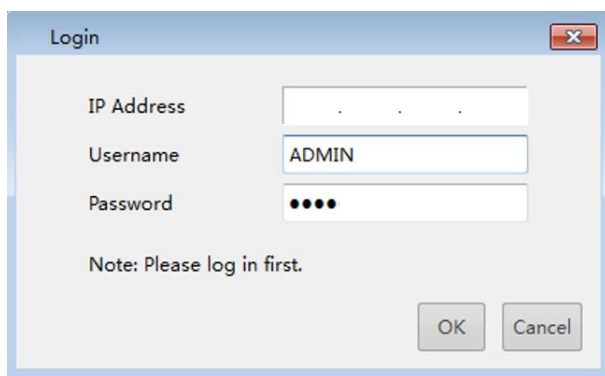 Login
IP Address . . .
Username ADMIN
Password ●●●●
Note: Please log in first.
OK Cancel